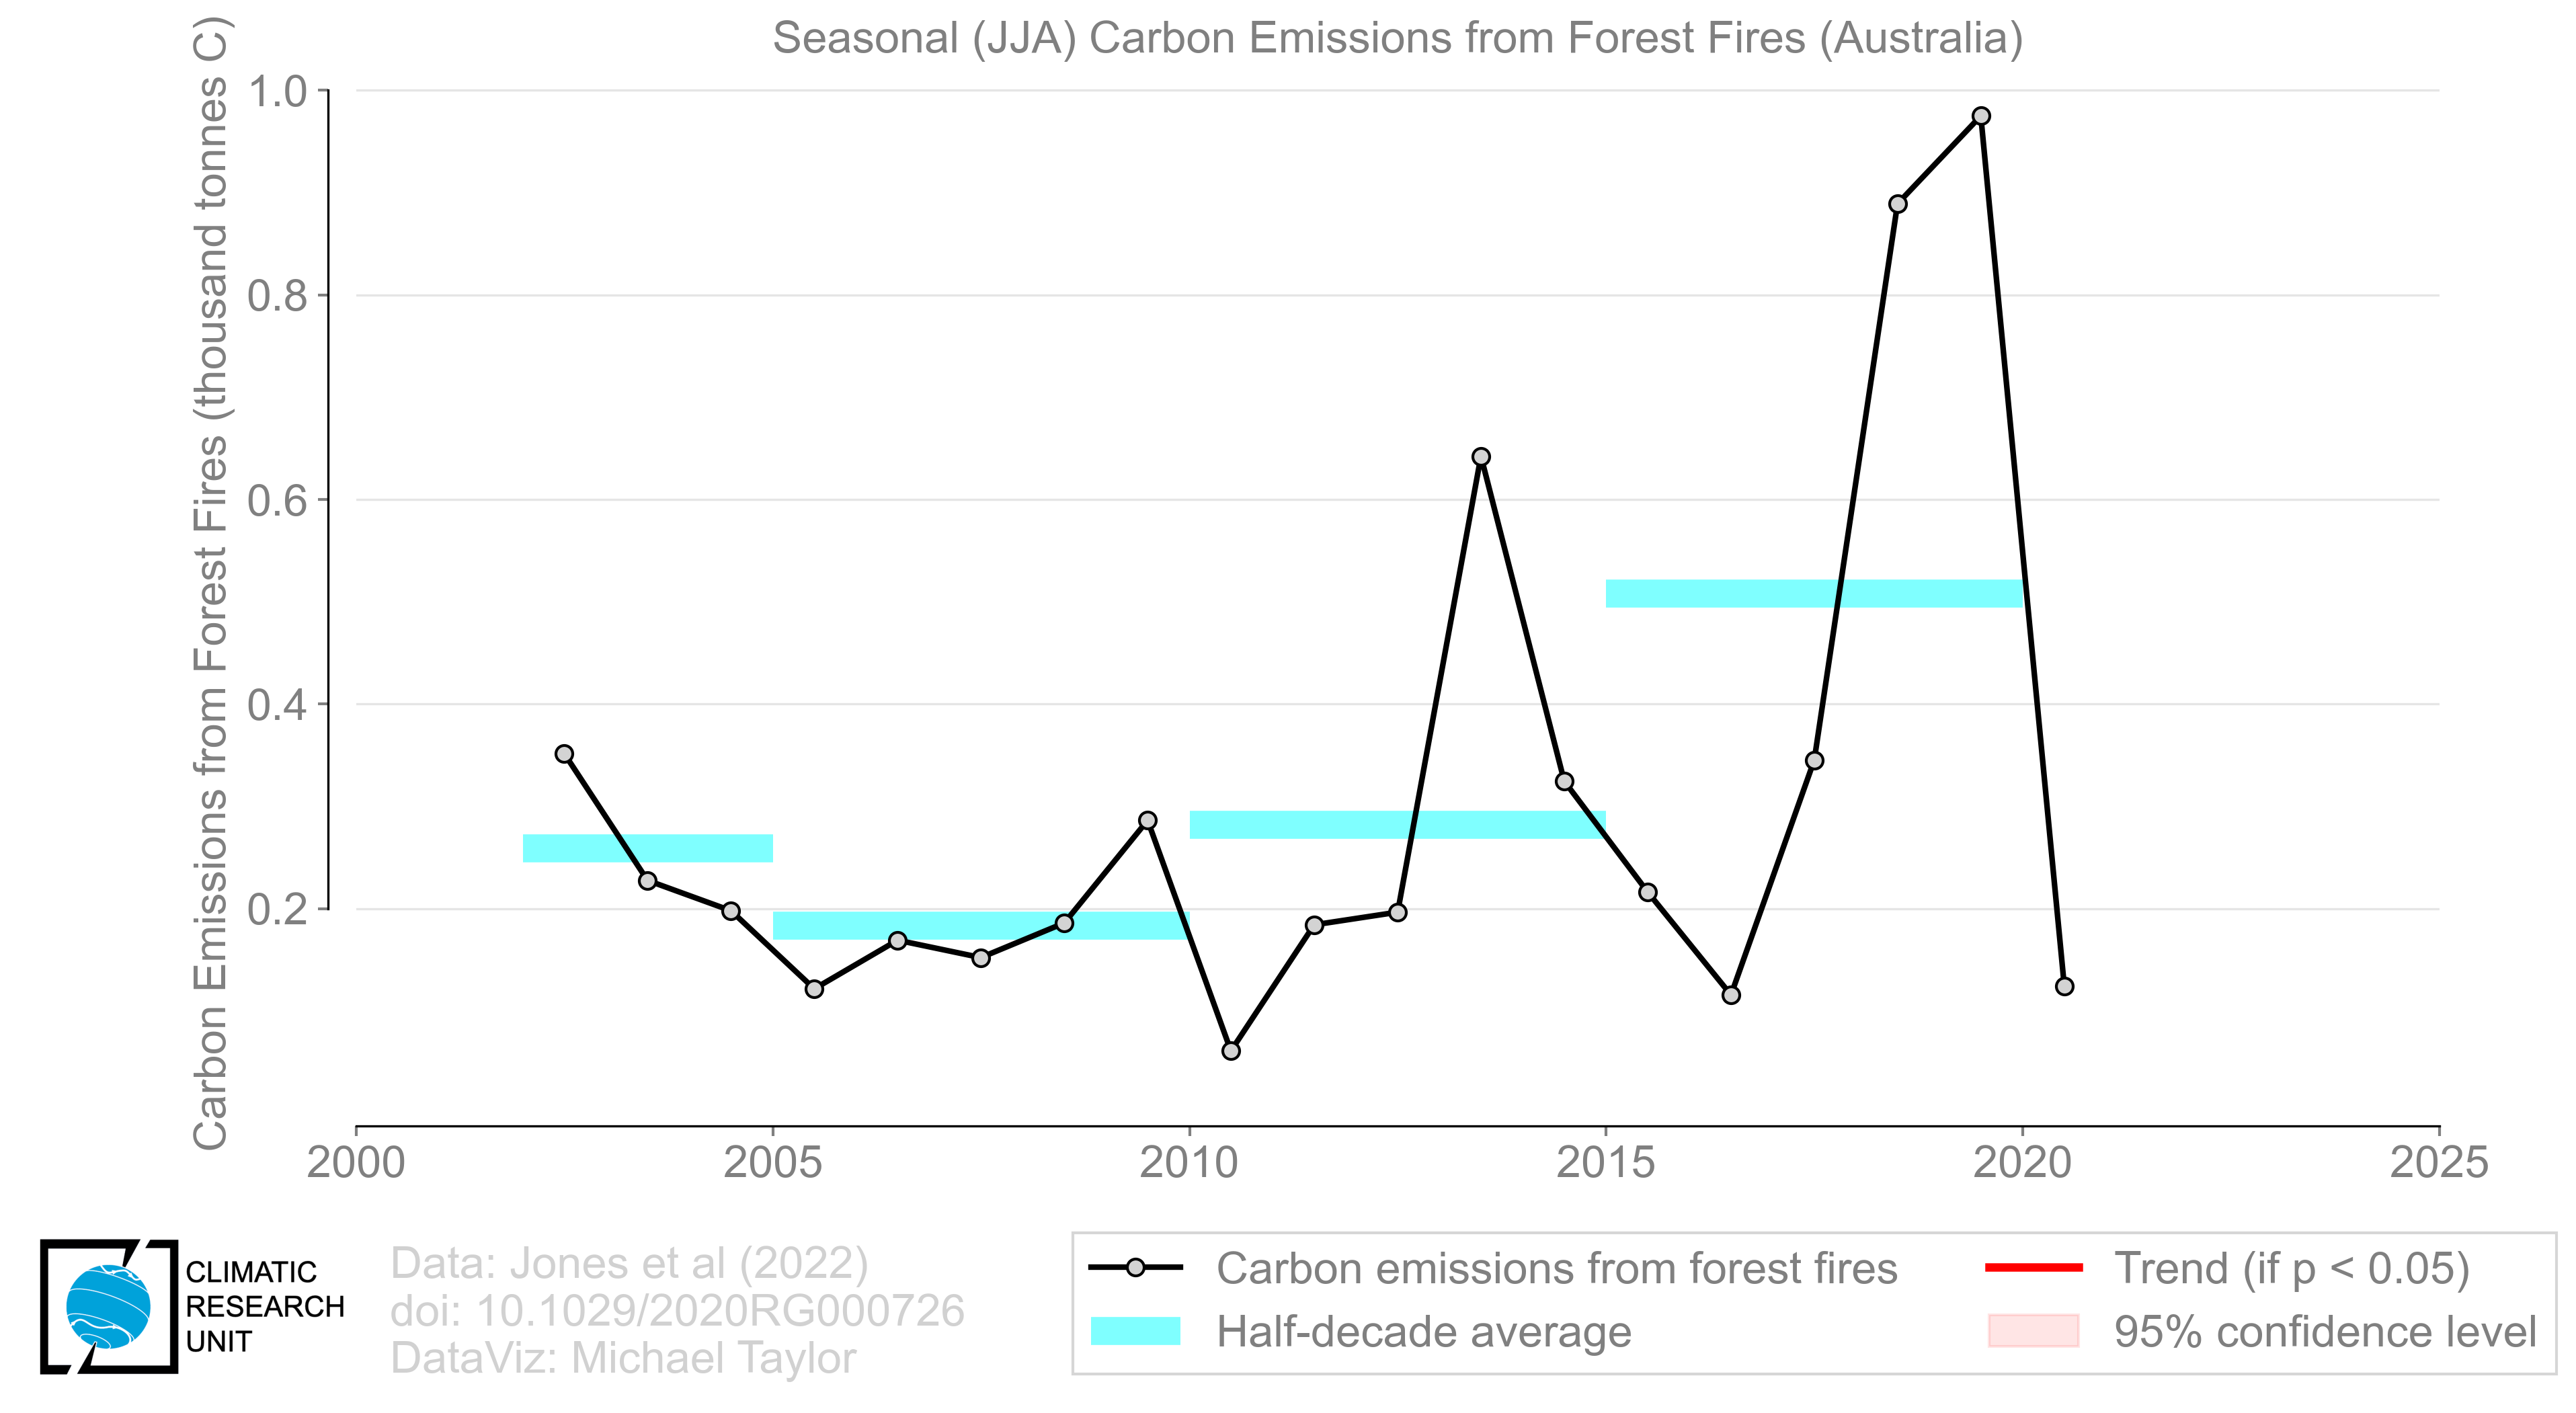 Seasonal (JJA) Carbon Emissions from Forest Fires (Australia)
Carbon Emissions from Forest Fires (thousand tonnes C)
1.0
0.8
0.6
0.4
0.2
2000
2005
2010
2015
2020
2025
CLIMATIC
RESEARCH
UNIT
Data: Jones et al (2022)
doi: 10.1029/2020RG000726
DataViz: Michael Taylor
Carbon emissions from forest fires
Half-decade average
Trend (if p < 0.05)
95% confidence level